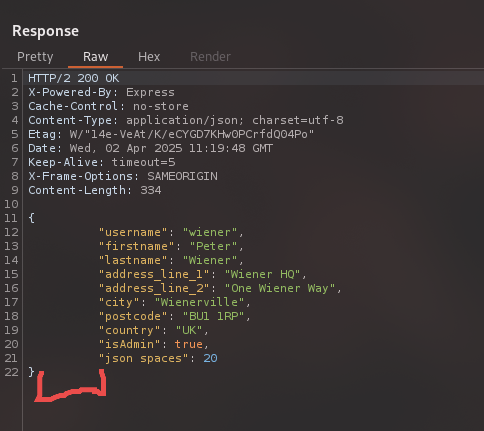 Response
Pretty Raw Hex Render
1 HTTP/2 200 OK
2 X-Powered-By: Express
3 Cache-Control: no-store
4 Content-Type: application/json; charset=utf-8
5 Etag: W/"14e-VeAt/K/eCYGD7KHwOPCrfdQ04Po"
6 Date: Wed, 02 Apr 2025 11:19:48 GMT
7 Keep-Alive: timeout=5
8 X-Frame-Options: SAMEORIGIN
9 Content-Length: 334
10
11 {
12 "username": "wiener",
13 "firstname": "Peter",
14 "lastname": "Wiener",
15 "address_line_1": "Wiener HQ",
16 "address_line_2": "One Wiener Way",
17 "city": "Wienerville",
18 "postcode": "BU1 1RP",
19 "country": "UK",
20 "isAdmin": true,
21 "json spaces": 20
22 }